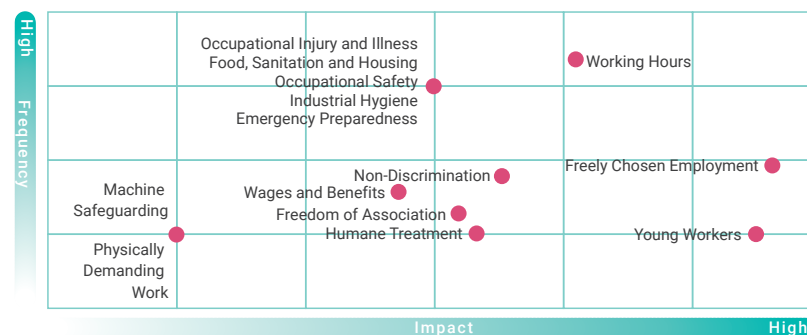 High
Frequency
Occupational Injury and Illness
Food, Sanitation and Housing
Occupational Safety
Industrial Hygiene
Emergency Preparedness
Working Hours
Non-Discrimination
Freely Chosen Employment
Machine
Safeguarding
Wages and Benefits
Freedom of Association
Humane Treatment
Young Workers
Physically
Demanding
Work
Impact
High